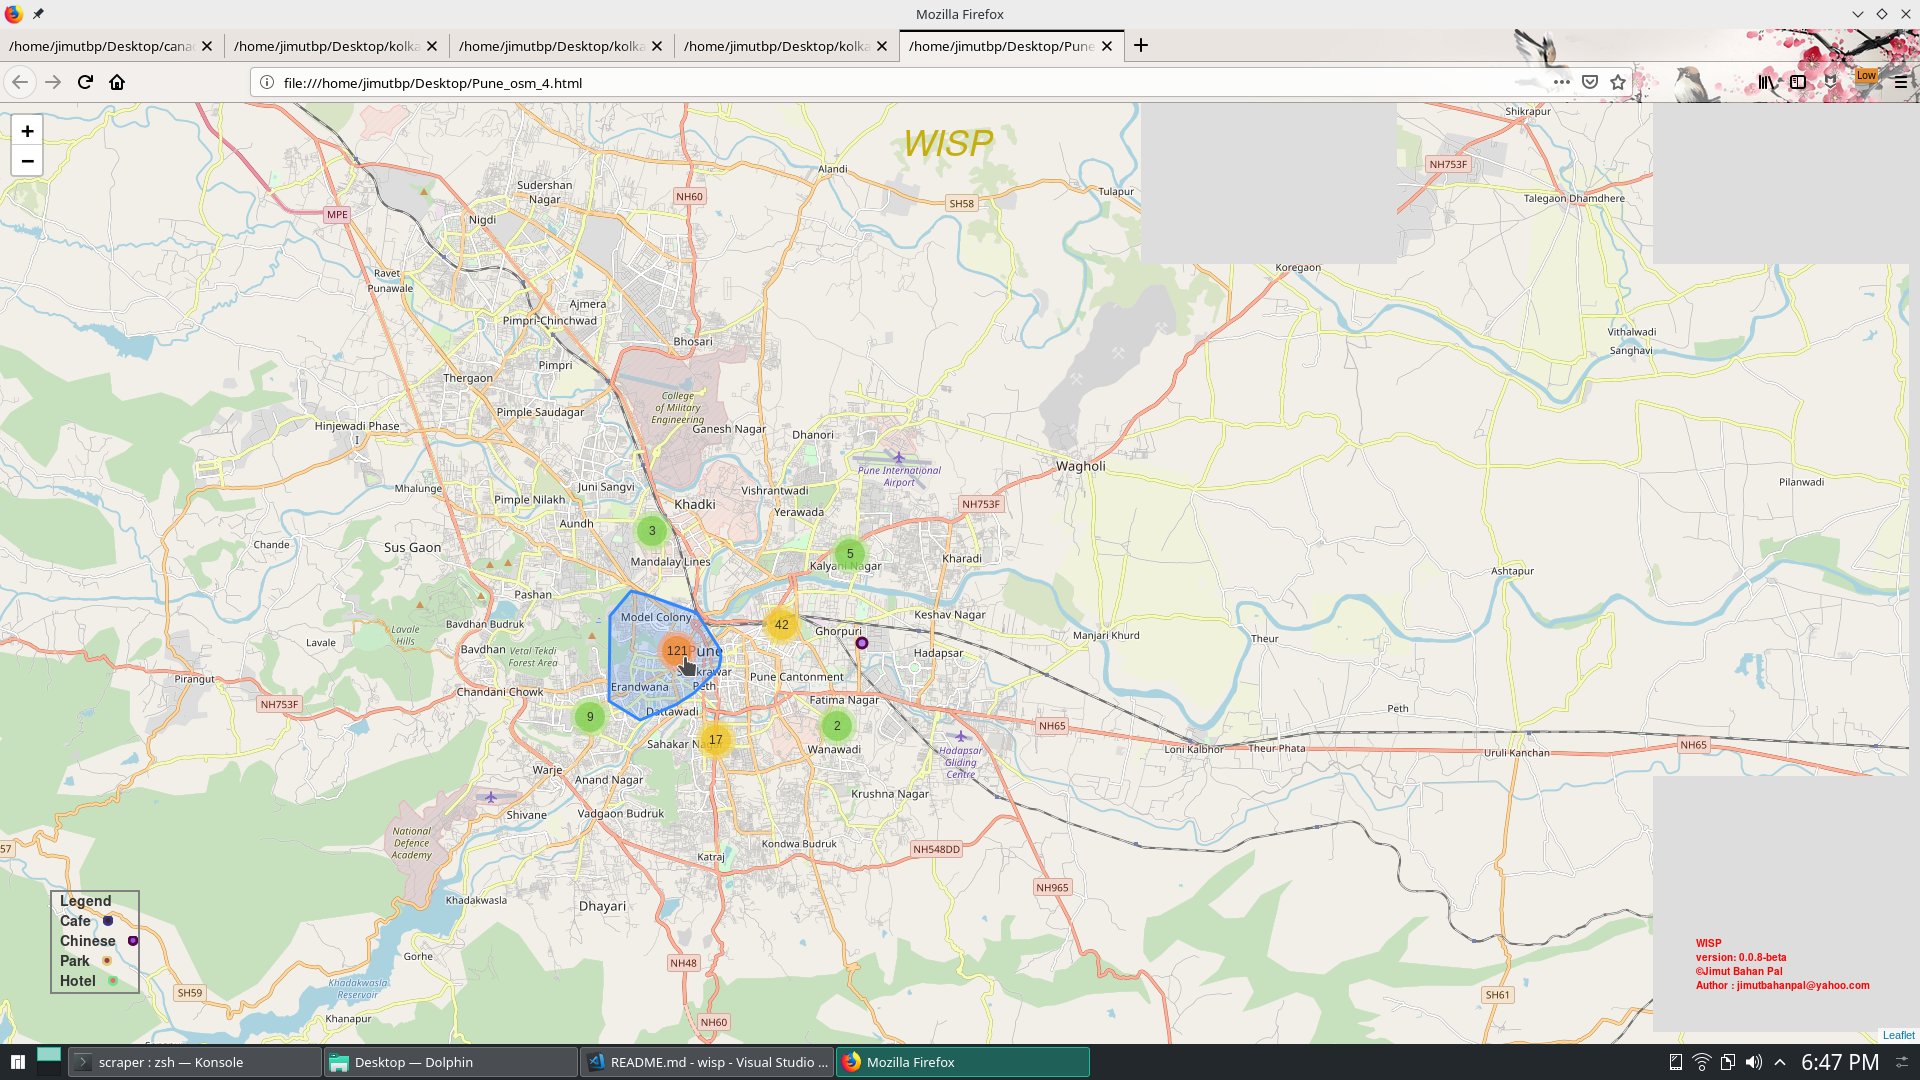 Mozilla Firefox
/home/jimutbp/Desktop/cana
/home/jimutbp/Desktop/kolka
/home/jimutbp/Desktop/kolka
/home/jimutbp/Desktop/kolka
/home/jimutbp/Desktop/Pune
file:///home/jimutbp/Desktop/Pune_osm_4.html
Low
+
−
WISP
Shikrapur
NH753F
Alandi
Sudershan
Nagar
Tulapur
NH60
SH58
Talegaon Dhamdhere
MPE
Nigdi
Koregaon
Ravet
Punawale
Ajmera
Pimpri-Chinchwad
Vithalwadi
Sanghavi
Bhosari
Pimpri
Thergaon
College
of Military
Engineering
Pimple Saudagar
Hinjewadi Phase
I
Ganesh Nagar
Dhanori
Pune International
Airport
Wagholi
Pilanwadi
Mhalunge
Juni Sangvi
Pimple Nilakh
Vishrantwadi
Khadki
Yerawada
NH753F
Aundh
3
Chande
Sus Gaon
5
Mandalay Lines
Kalyani Nagar
Kharadi
Ashtapur
Pashan
Model Colony
Keshav Nagar
Bavdhan Budruk
42
Ghorpuri
Manjari Khurd
Theur
Lavale
Lavale
Hills
Bavdhan
Vetal Tekdi
Forest Area
121
Pune
Hadapsar
Pirangut
Erandwana
Peth
Pune Cantonment
Chandani Chowk
Fatima Nagar
NH753F
Dattawadi
Peth
9
2
NH65
Sahakar
17
Wanawadi
Hadapsar
Gliding
Centre
Loni Kalbhor
Theur Phata
Uruli Kanchan
NH65
Warje
Anand Nagar
Krushna Nagar
Shivane
Vadgaon Budruk
National
Defence
Academy
57
Katraj
Kondwa Budruk
NH548DD
NH965
Khadakwasla
Dhayari
Legend
Cafe
Chinese
Park
Hotel
Gorhe
NH48
Khadakwasla
Reservoir
SH59
Khanapur
NH60
SH61
WISP
version: 0.0.8-beta
©Jimut Bahan Pal
Author : jimutbahanpal@yahoo.com
Leaflet
scraper : zsh — Konsole
Desktop — Dolphin
README.md - wisp - Visual Studio ...
Mozilla Firefox
6:47 PM